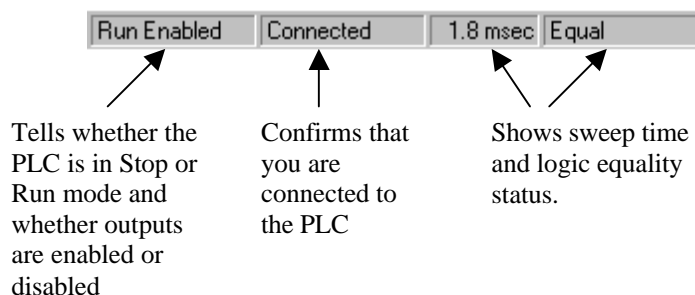 Run Enabled Connected 1.8 msec Equal
Tells whether the
PLC is in Stop or
Run mode and
whether outputs
are enabled or
disabled
Confirms that
you are
connected to
the PLC
Shows sweep time
and logic equality
status.